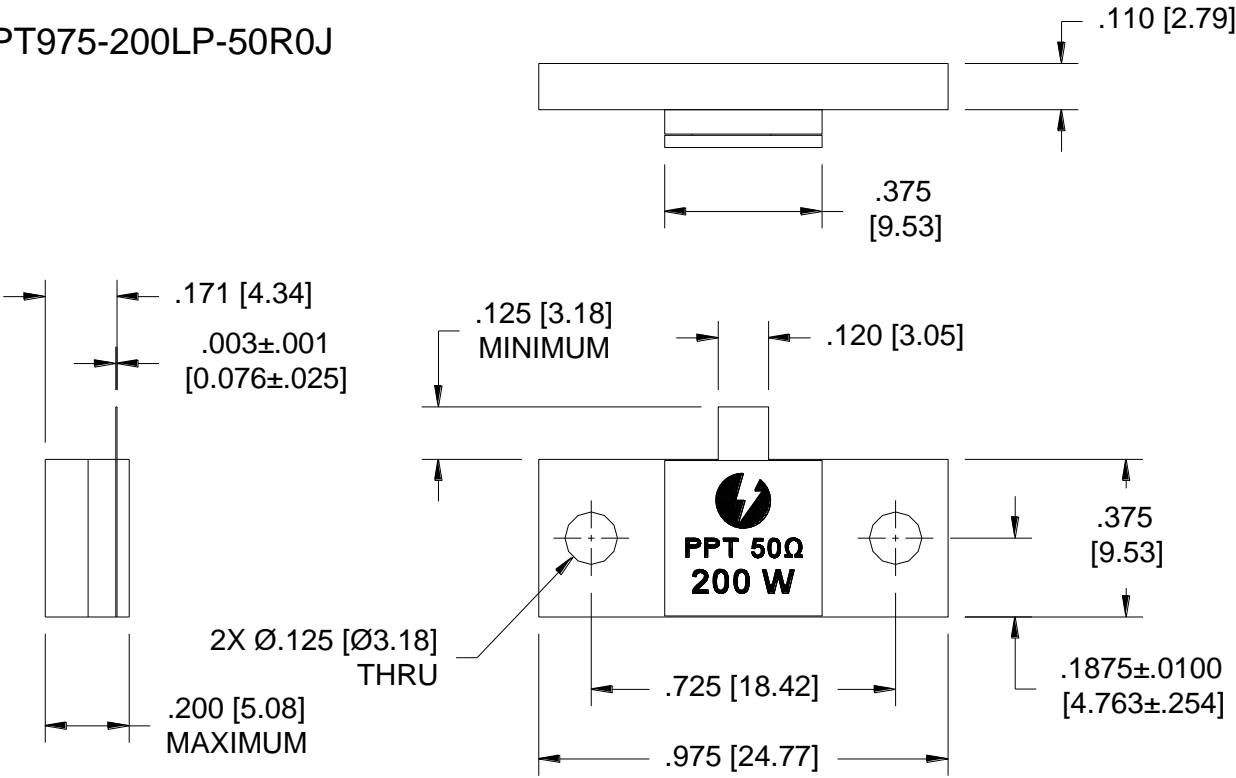 PT975-200LP-50R0J
.110 [2.79]
.375
[9.53]
.171 [4.34]
.003±.001
[0.076±.025]
.125 [3.18]
MINIMUM
.120 [3.05]
PPT 50Ω
200 W
.375
[9.53]
2X Ø.125 [Ø3.18]
THRU
.725 [18.42]
.1875±.0100
[4.763±.254]
.200 [5.08]
MAXIMUM
.975 [24.77]